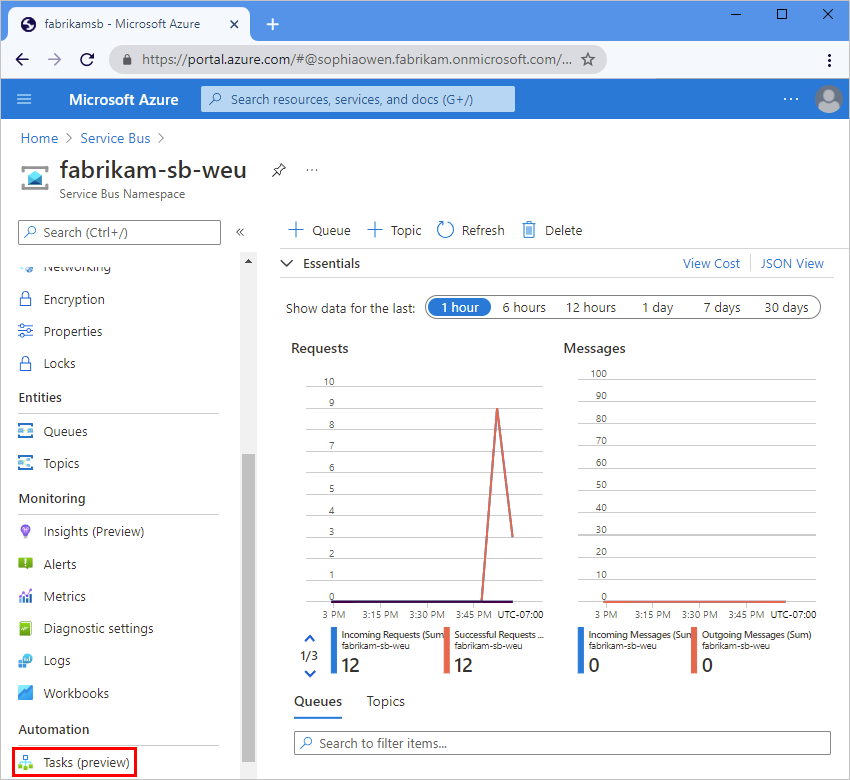 fabrikamsb - Microsoft Azure
https://portal.azure.com/#@sophiaowen.fabrikam.onmicrosoft.com/...
Microsoft Azure
Search resources, services, and docs (G+/)
Home > Service Bus >
fabrikam-sb-weu
Service Bus Namespace
Search (Ctrl+/)
Networking
Encryption
Properties
Locks
Entities
Queues
Topics
Monitoring
Insights (Preview)
Alerts
Metrics
Diagnostic settings
Logs
Workbooks
Automation
Tasks (preview)
Queue Topic Refresh Delete
Essentials View Cost JSON View
Show data for the last: 1 hour 6 hours 12 hours 1 day 7 days 30 days
Requests
10
9
8
7
6
5
4
3
2
1
0
3 PM 3:15 PM 3:30 PM 3:45 PM UTC-07:00
1/3
Incoming Requests (Sum)
fabrikam-sb-weu
12
Successful Requests ...
fabrikam-sb-weu
12
Messages
100
90
80
70
60
50
40
30
20
10
0
3 PM 3:15 PM 3:30 PM 3:45 PM UTC-07:00
Incoming Messages (Sum)
fabrikam-sb-weu
0
Outgoing Messages (Sum)
fabrikam-sb-weu
0
Queues Topics
Search to filter items...